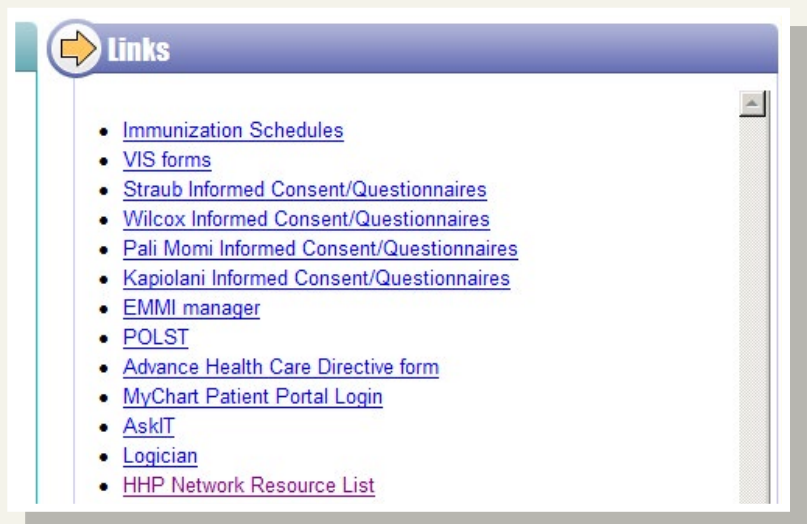 Links
Immunization Schedules
VIS forms
Straub Informed Consent/Questionnaires
Wilcox Informed Consent/Questionnaires
Pali Momi Informed Consent/Questionnaires
Kapiolani Informed Consent/Questionnaires
EMMI manager
POLST
Advance Health Care Directive form
MyChart Patient Portal Login
AskIT
Logician
HHP Network Resource List